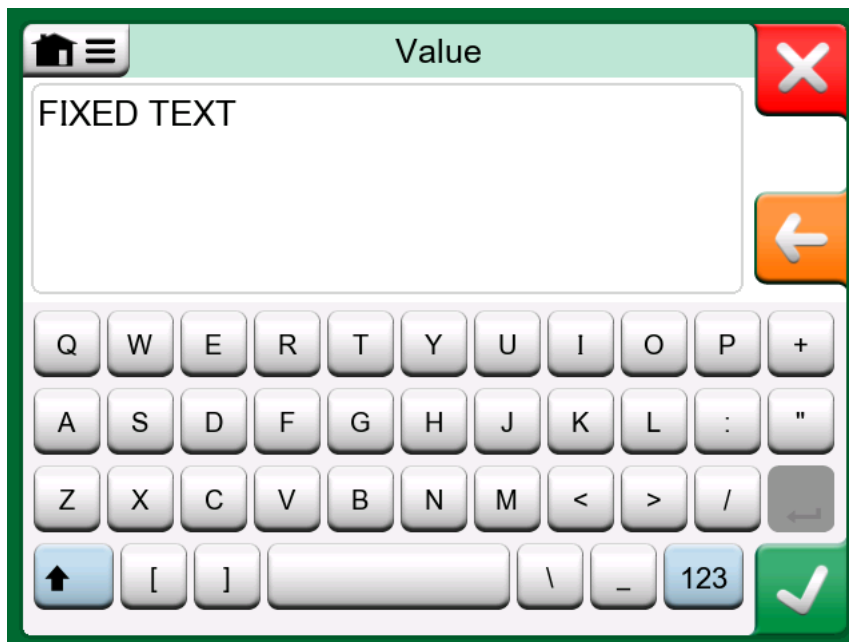 Value
FIXED TEXT
Q W E R T Y U I O P +
A S D F G H J K L : "
Z X C V B N M < > /
[ ] \ _ 123